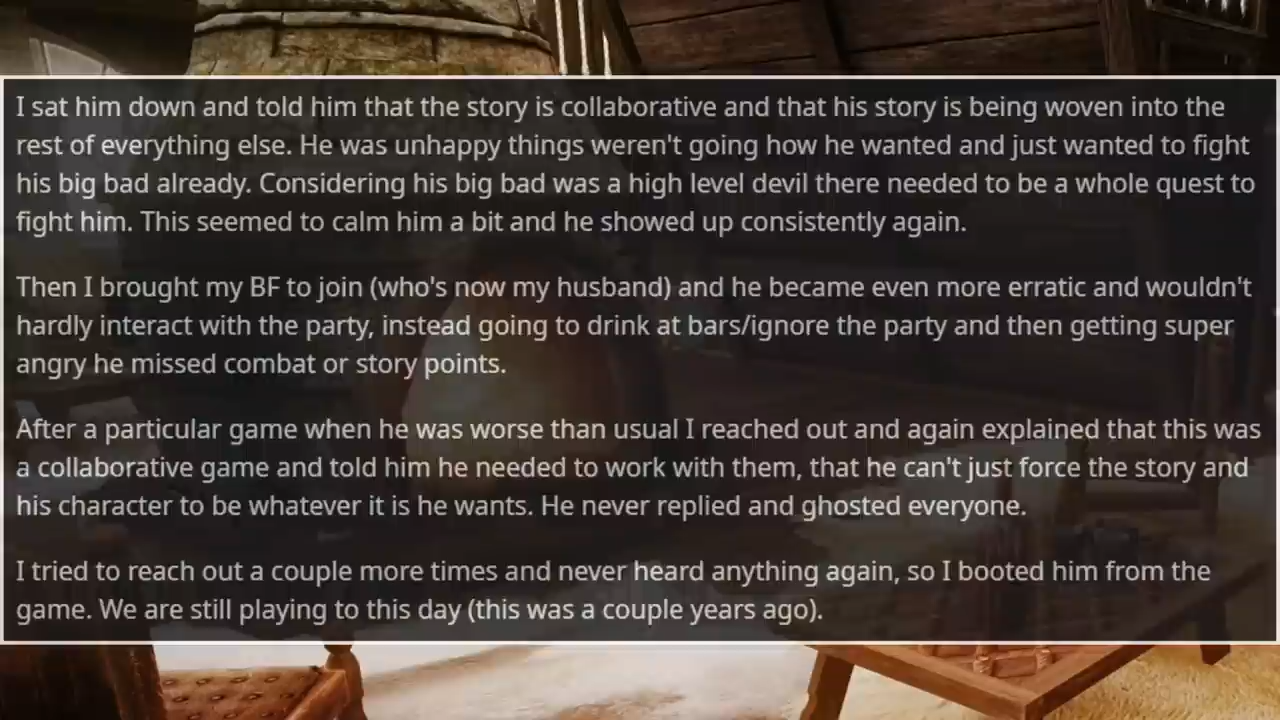 I sat him down and told him that the story is collaborative and that his story is being woven into the
rest of everything else. He was unhappy things weren't going how he wanted and just wanted to fight
his big bad already. Considering his big bad was a high level devil there needed to be a whole quest to
fight him. This seemed to calm him a bit and he showed up consistently again.
Then I brought my BF to join (who's now my husband) and he became even more erratic and wouldn't
hardly interact with the party, instead going to drink at bars/ignore the party and then getting super
angry he missed combat or story points.
After a particular game when he was worse than usual I reached out and again explained that this was
a collaborative game and told him he needed to work with them, that he can't just force the story and
his character to be whatever it is he wants. He never replied and ghosted everyone.
I tried to reach out a couple more times and never heard anything again, so I booted him from the
game. We are still playing to this day (this was a couple years ago).